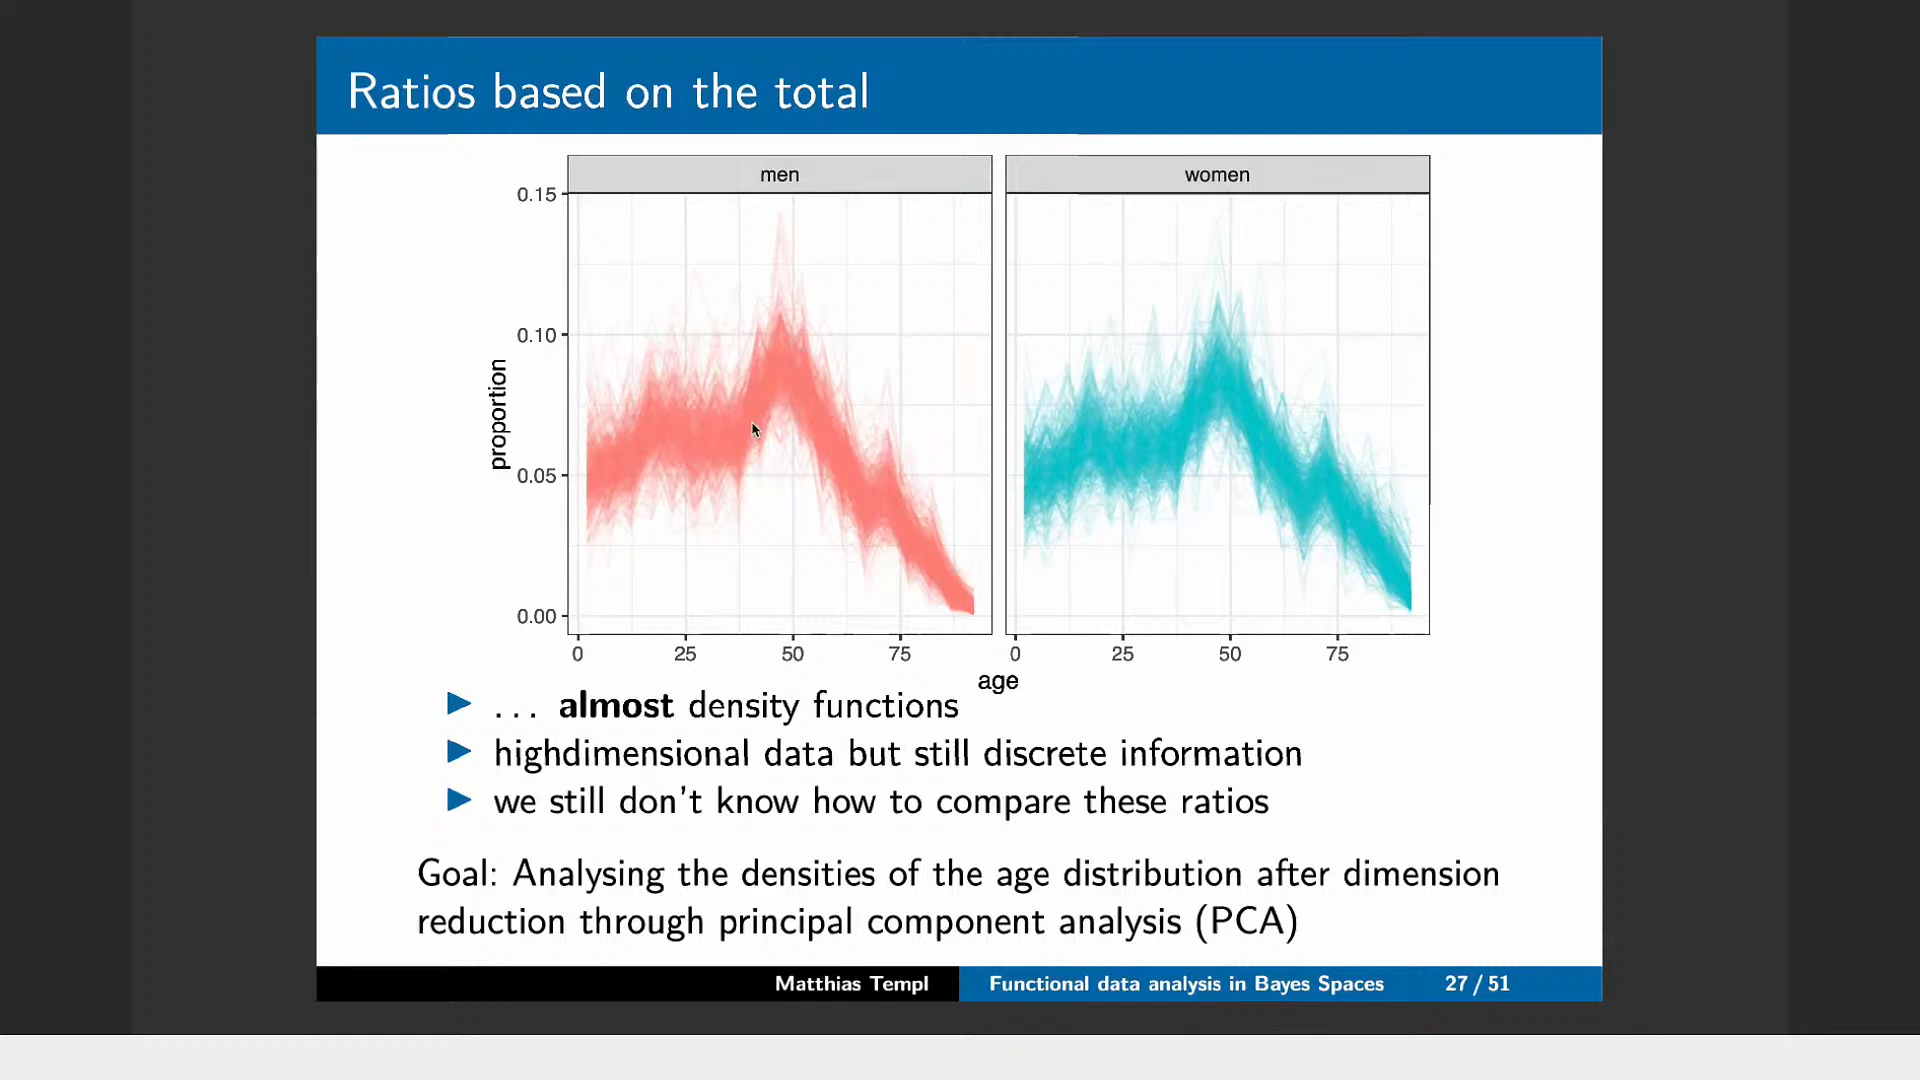 Ratios based on the total
men
women
0.15
0.10
0.05
0.00
proportion
0 25 50 75
0 25 50 75
age
... almost density functions
highdimensional data but still discrete information
we still don't know how to compare these ratios
Goal: Analysing the densities of the age distribution after dimension
reduction through principal component analysis (PCA)
Matthias Templ Functional data analysis in Bayes Spaces 27 / 51